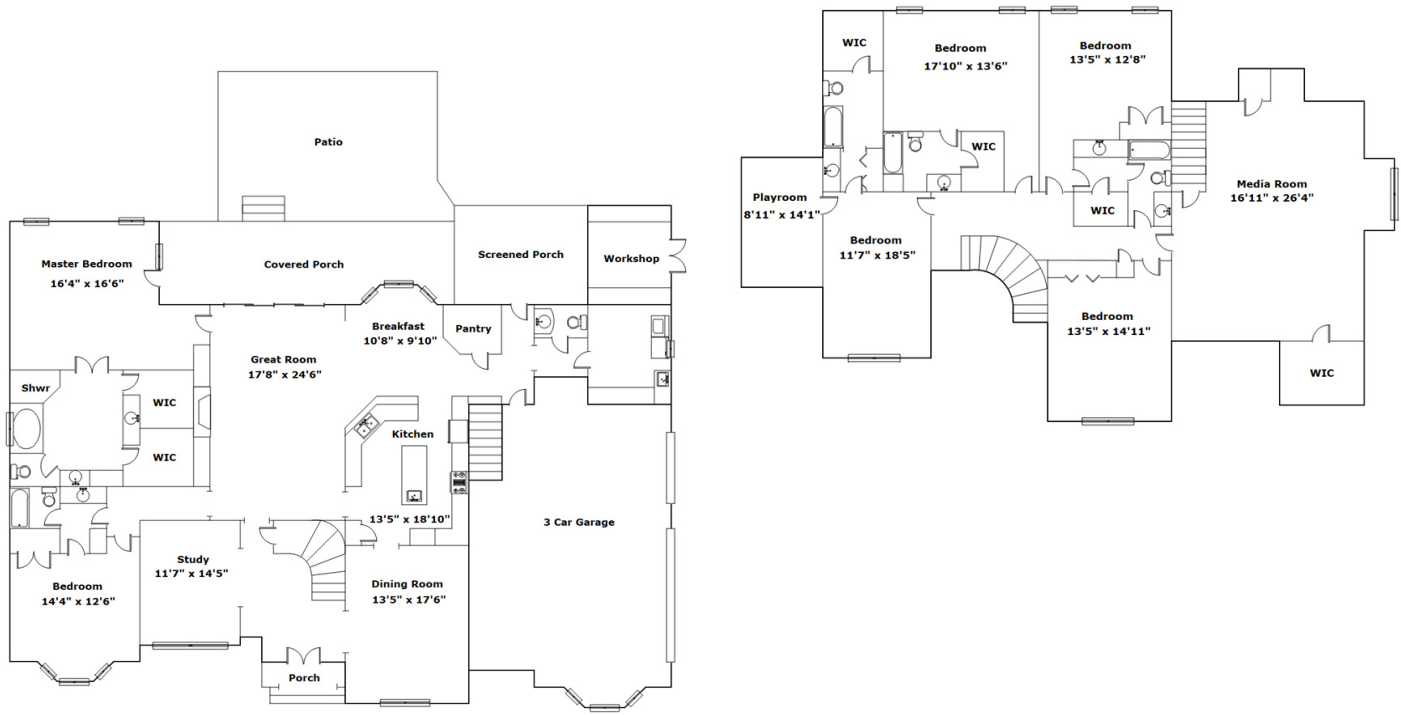 Patio
Master Bedroom
16'4" x 16'6"
Covered Porch
Screened Porch
Workshop
Breakfast
10'8" x 9'10"
Pantry
Great Room
17'8" x 24'6"
Shwr
WIC
WIC
Kitchen
13'5" x 18'10"
3 Car Garage
Study
11'7" x 14'5"
Bedroom
14'4" x 12'6"
Dining Room
13'5" x 17'6"
Porch
WIC
Bedroom
17'10" x 13'6"
Bedroom
13'5" x 12'8"
WIC
Playroom
8'11" x 14'1"
Media Room
16'11" x 26'4"
WIC
Bedroom
11'7" x 18'5"
Bedroom
13'5" x 14'11"
WIC